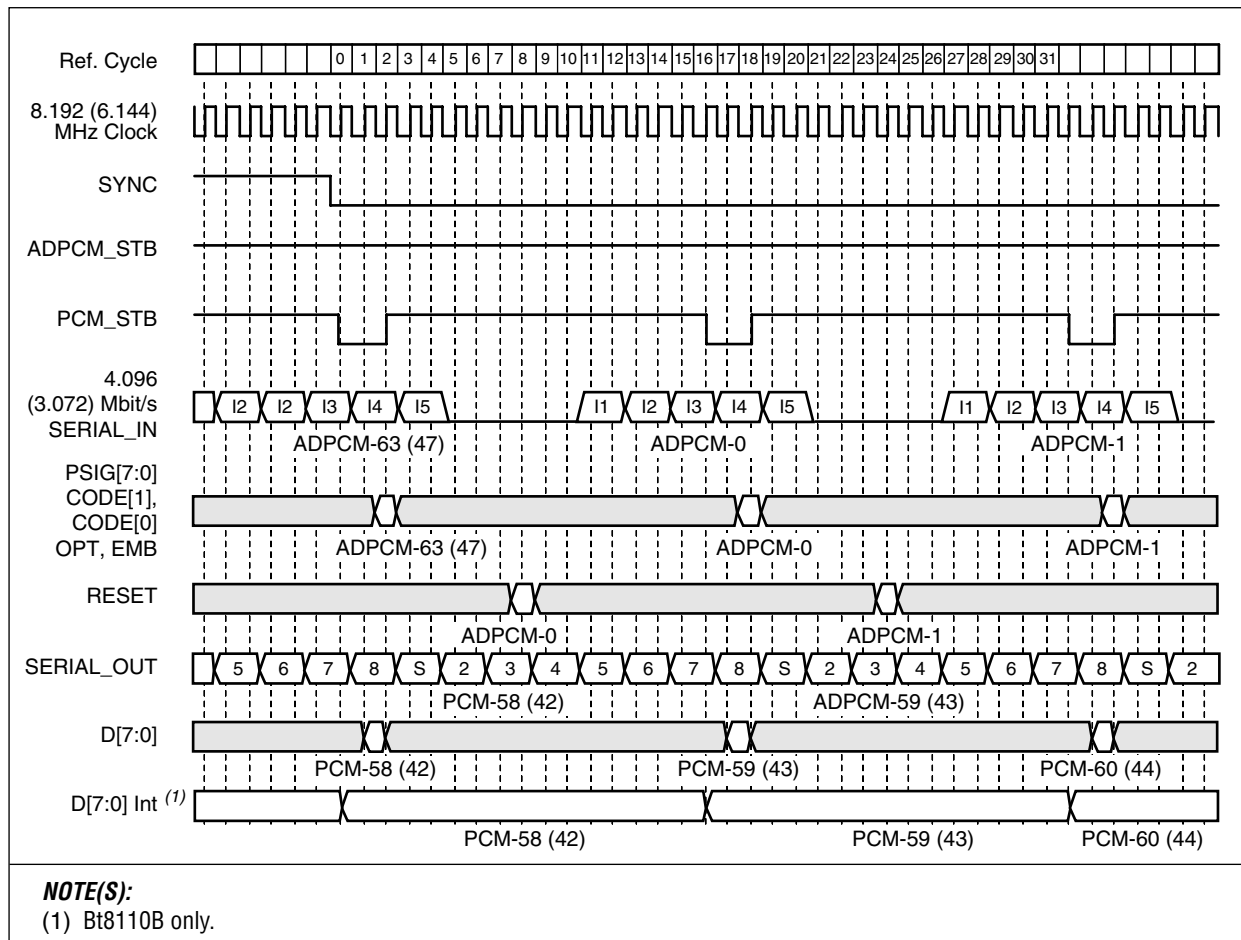 Ref. Cycle
0 1 2 3 4 5 6 7 8 9 10 11 12 13 14 15 16 17 18 19 20 21 22 23 24 25 26 27 28 29 30 31
8.192 (6.144)
MHz Clock
SYNC
ADPCM_STB
PCM_STB
4.096
(3.072) Mbit/s
SERIAL_IN
I2 I2 I3 I4 I5 I1 I2 I3 I4 I5 I1 I2 I3 I4 I5
ADPCM-63 (47) ADPCM-0 ADPCM-1
PSIG[7:0]
CODE[1],
CODE[0]
OPT, EMB
ADPCM-63 (47) ADPCM-0 ADPCM-1
RESET
ADPCM-0 ADPCM-1
SERIAL_OUT
5 6 7 8 S 2 3 4 5 6 7 8 S 2 3 4 5 6 7 8 S 2
PCM-58 (42) ADPCM-59 (43)
D[7:0]
PCM-58 (42) PCM-59 (43) PCM-60 (44)
D[7:0] Int (1)
PCM-58 (42) PCM-59 (43) PCM-60 (44)
NOTE(S):
(1) Bt8110B only.